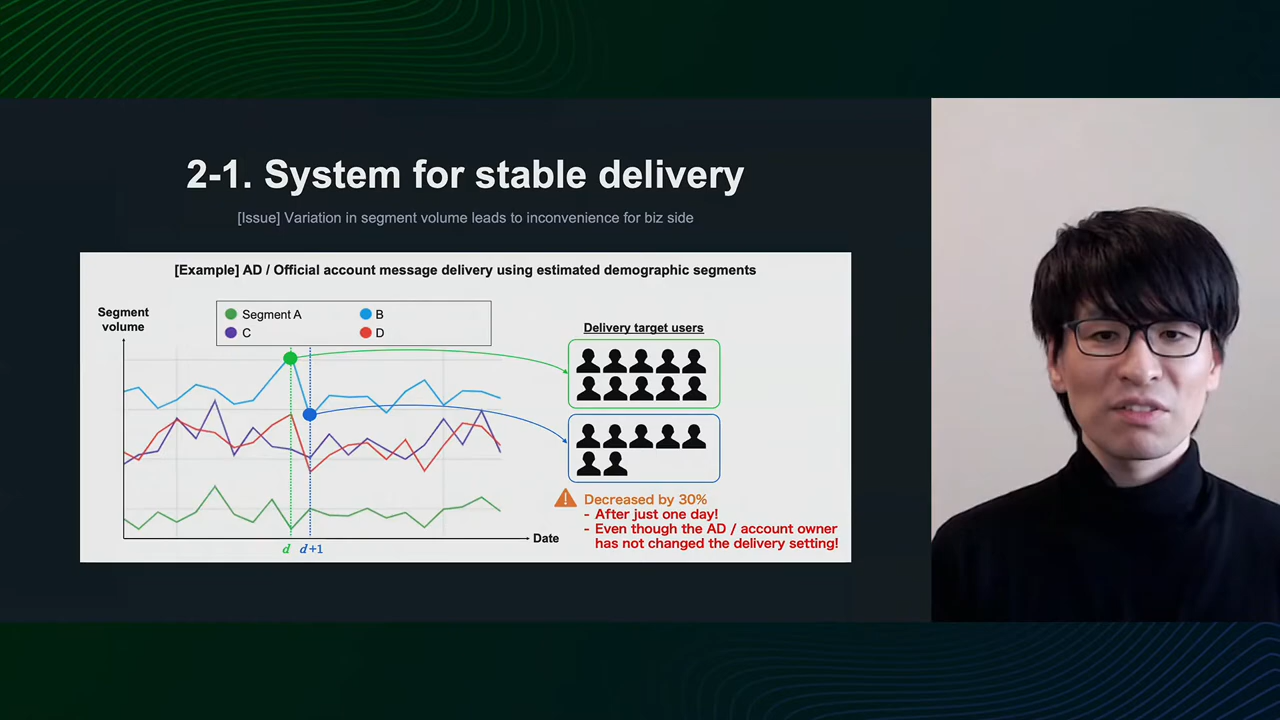 2-1. System for stable delivery
[Issue] Variation in segment volume leads to inconvenience for biz side
[Example] AD / Official account message delivery using estimated demographic segments
Segment
volume
Segment A
B
C
D
Delivery target users
Decreased by 30%
- After just one day!
- Even though the AD / account owner
has not changed the delivery setting!
Date
d
d+1